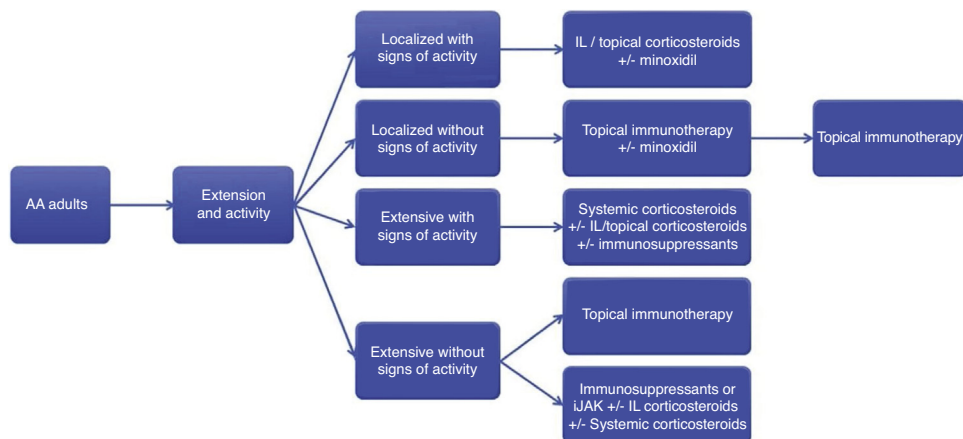 AA adults
Extension
and activity
Localized with
signs of activity
IL / topical corticosteroids
+/- minoxidil
Localized without
signs of activity
Topical immunotherapy
+/- minoxidil
Topical immunotherapy
Extensive with
signs of activity
Systemic corticosteroids
+/- IL/topical corticosteroids
+/- immunosuppressants
Extensive without
signs of activity
Topical immunotherapy
Immunosuppressants or
iJAK +/- IL corticosteroids
+/- Systemic corticosteroids